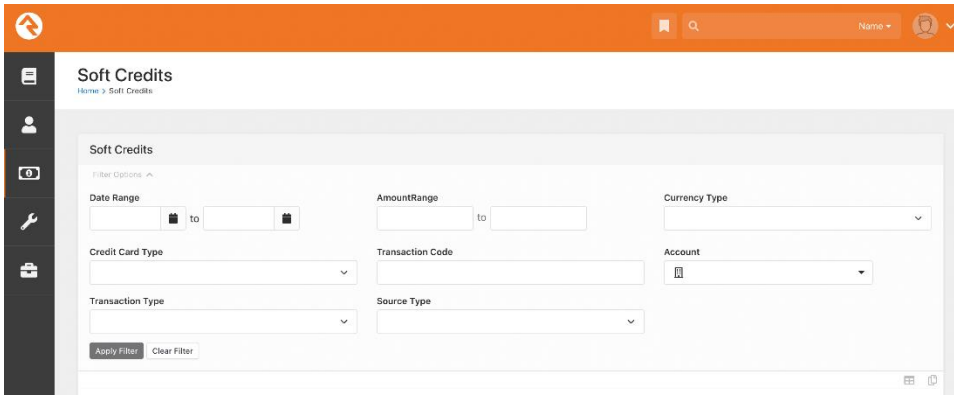 Name
Soft Credits
Home > Soft Credits
Soft Credits
Filter Options
Date Range
AmountRange
Currency Type
to
to
Credit Card Type
Transaction Code
Account
Transaction Type
Source Type
Apply Filter
Clear Filter